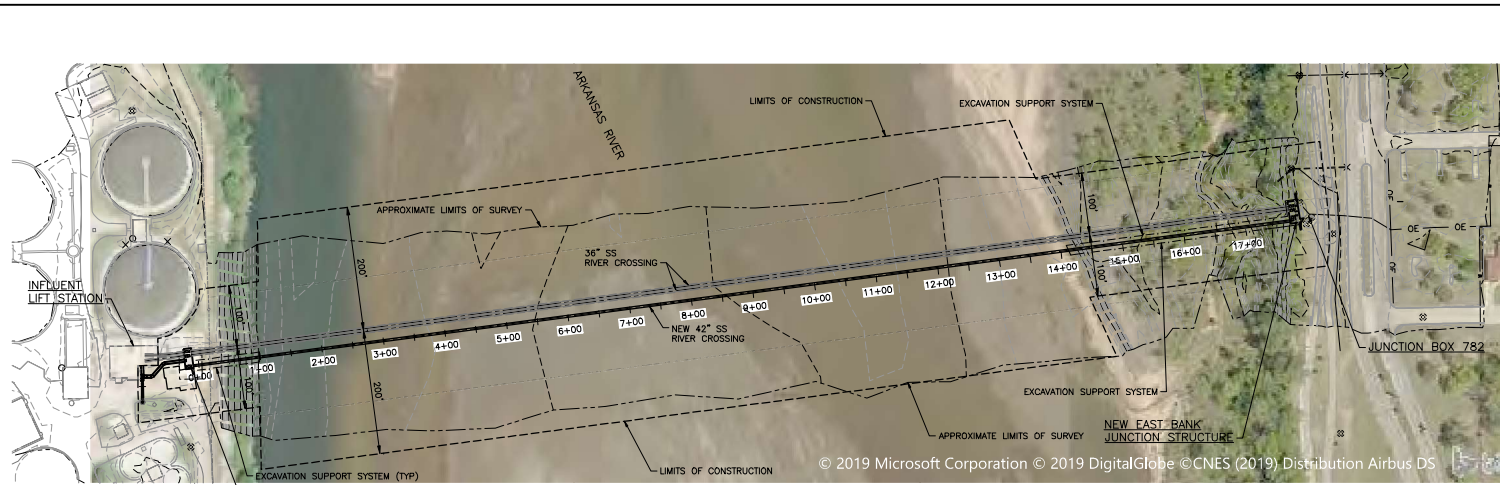 ARKANSAS RIVER
LIMITS OF CONSTRUCTION
EXCAVATION SUPPORT SYSTEM
APPROXIMATE LIMITS OF SURVEY
200'
100'
36" SS
RIVER CROSSING
OE
OE
OE
INFLUENT
LIFT STATION
100'
100'
0+00
1+00
2+00
3+00
4+00
5+00
6+00
7+00
8+00
9+00
10+00
11+00
12+00
13+00
14+00
15+00
16+00
17+00
NEW 42" SS
RIVER CROSSING
JUNCTION BOX 782
200'
100'
EXCAVATION SUPPORT SYSTEM
NEW EAST BANK
JUNCTION STRUCTURE
APPROXIMATE LIMITS OF SURVEY
LIMITS OF CONSTRUCTION
EXCAVATION SUPPORT SYSTEM (TYP)
© 2019 Microsoft Corporation © 2019 DigitalGlobe ©CNES (2019) Distribution Airbus DS